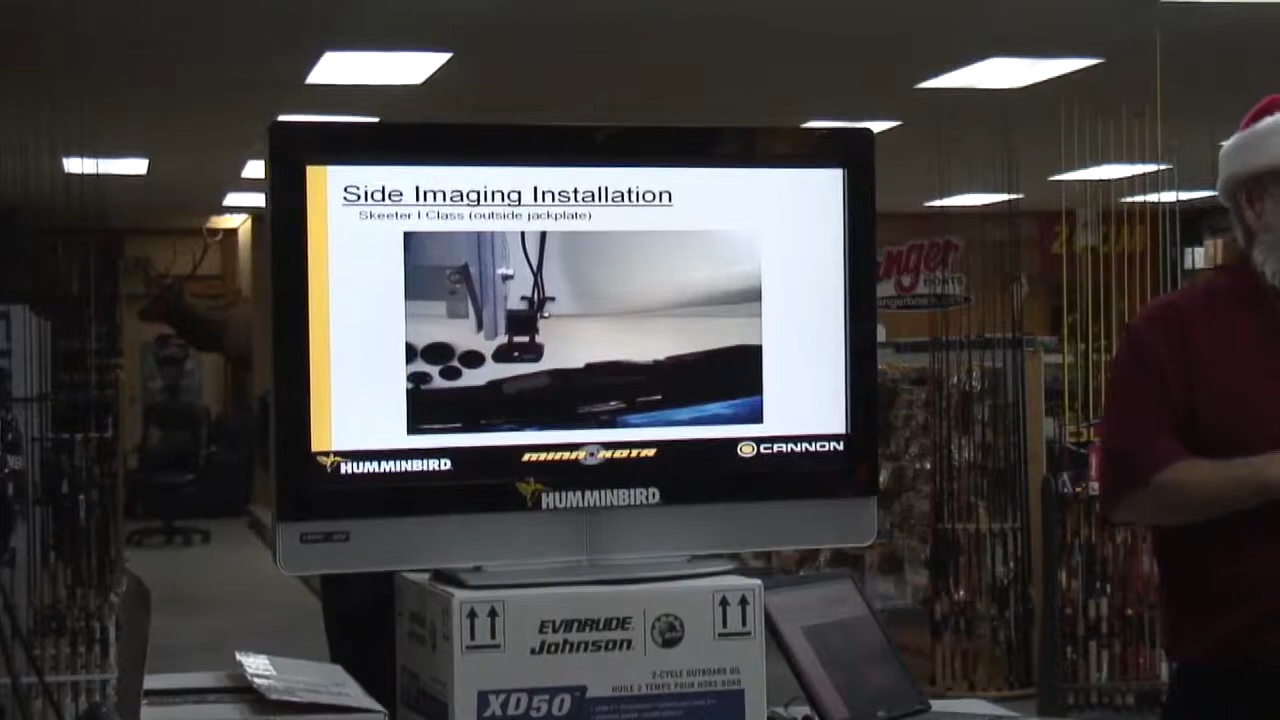 Side Imaging Installation
Skeeter I Class (outside jackplate)
HUMMINBIRD
MINN KOTA
CANNON
HUMMINBIRD
EVINRUDE
Johnson
BRP
2-CYCLE OUTBOARD OIL
HUILE 2 TEMPS POUR HORS-BORD
XD50